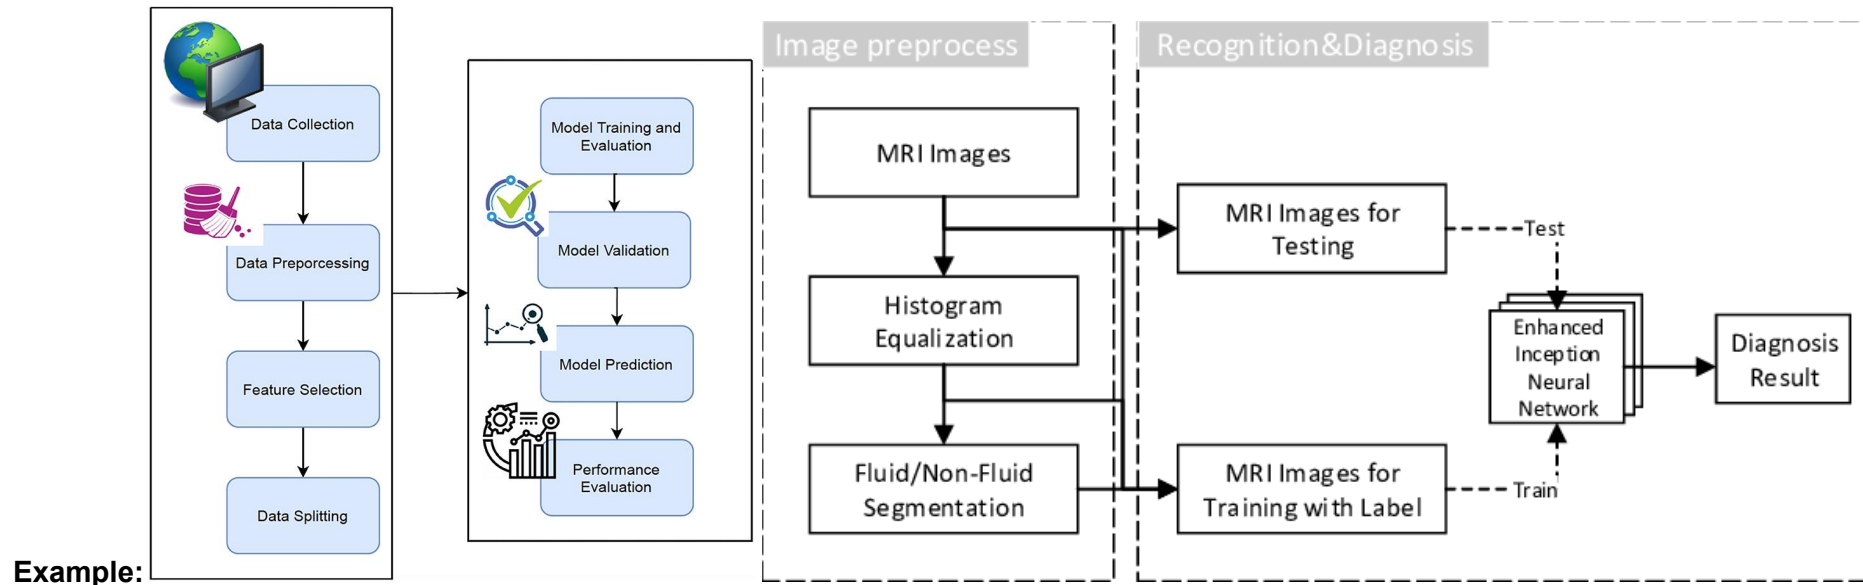 Data Collection
Data Preporcessing
Feature Selection
Data Splitting
Model Training and
Evaluation
Model Validation
Model Prediction
Performance
Evaluation
Image preprocess
MRI Images
Histogram
Equalization
Fluid/Non-Fluid
Segmentation
Recognition&Diagnosis
MRI Images for
Testing
Test
MRI Images for
Training with Label
Train
Enhanced
Inception
Neural
Network
Diagnosis
Result
Example: